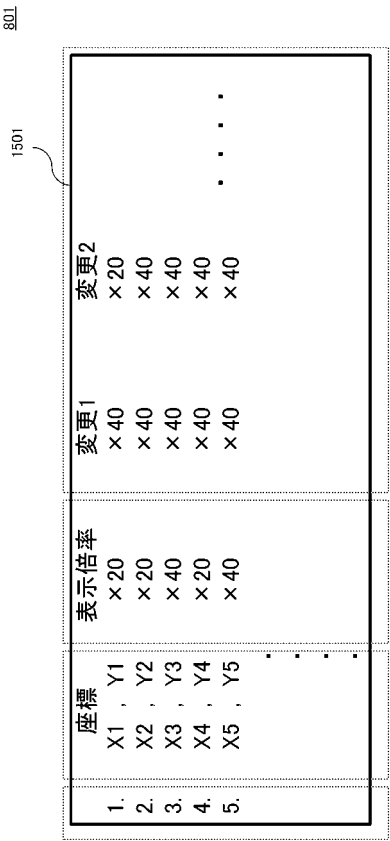 801
1501
座標 表示倍率 変更1 変更2
1. X1 , Y1 ×20 ×40 ×20
2. X2 , Y2 ×20 ×40 ×40
3. X3 , Y3 ×40 ×40 ×40
4. X4 , Y4 ×20 ×40 ×40
5. X5 , Y5 ×40 ×40 ×40